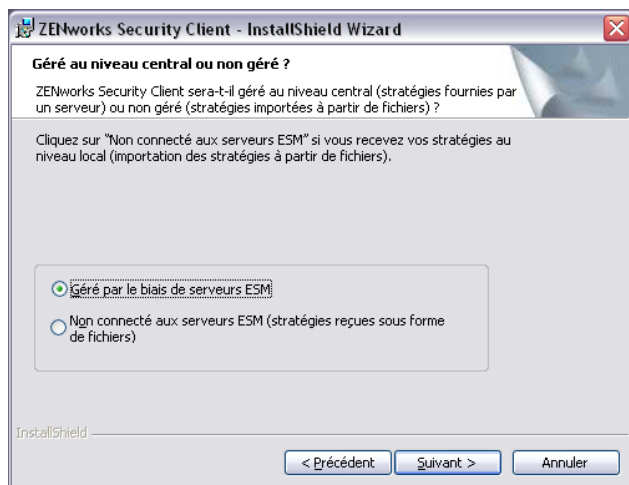 ZENworks Security Client - InstallShield Wizard
Géré au niveau central ou non géré ?
ZENworks Security Client sera-t-il géré au niveau central (stratégies fournies par
un serveur) ou non géré (stratégies importées à partir de fichiers) ?
Cliquez sur "Non connecté aux serveurs ESM" si vous recevez vos stratégies au
niveau local (importation des stratégies à partir de fichiers).
Géré par le biais de serveurs ESM
Non connecté aux serveurs ESM (stratégies reçues sous forme
de fichiers)
InstallShield
< Précédent
Suivant >
Annuler